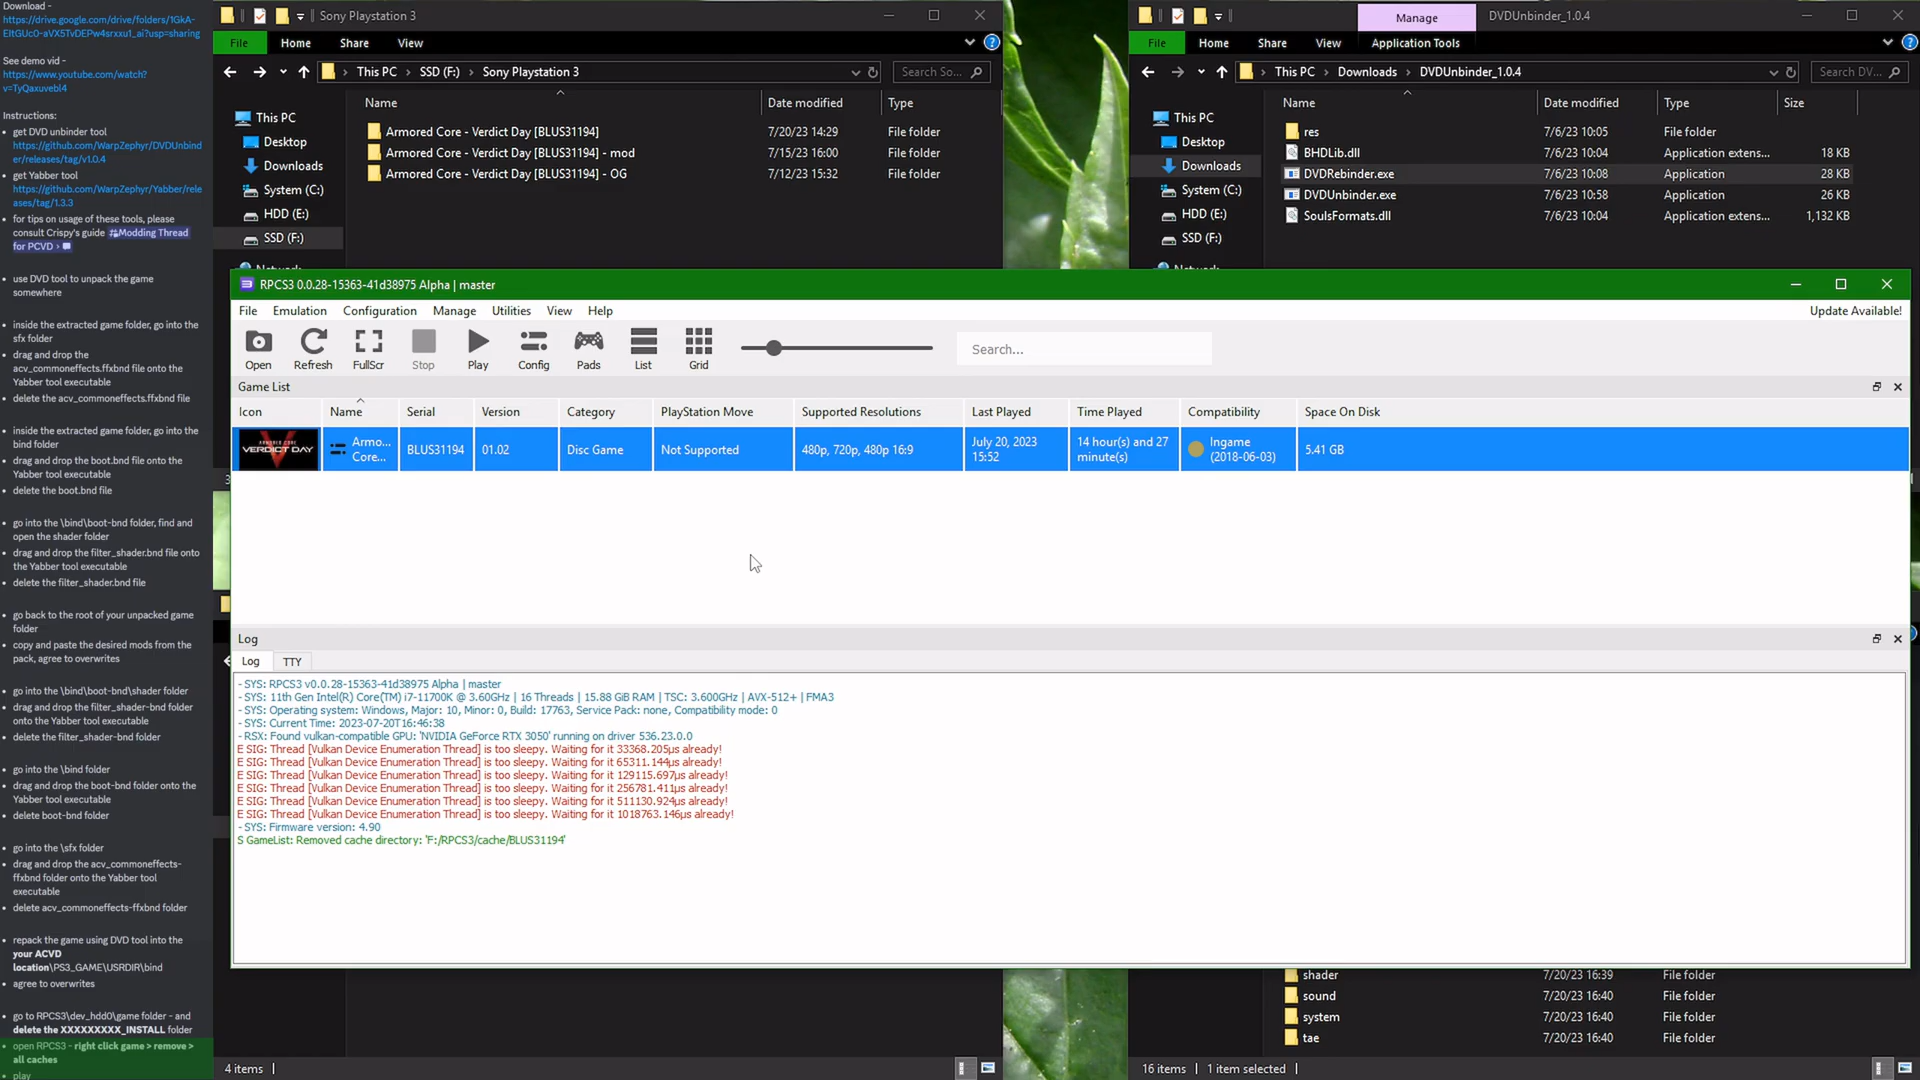 Download -
https://drive.google.com/drive/folders/1GkA-
EItGUcO-aVX5TvDEPw4srxxu1_ai?usp=sharing
See demo vid -
https://www.youtube.com/watch?
v=TyQaxuvebl4
Instructions:
get DVD unbinder tool
https://github.com/WarpZephyr/DVDUnbind
er/releases/tag/v1.0.4
get Yabber tool
https://github.com/WarpZephyr/Yabber/rele
ases/tag/1.3.3
for tips on usage of these tools, please
consult Crispy's guide #Modding Thread
for PCVD ›
use DVD tool to unpack the game
somewhere
inside the extracted game folder, go into the
sfx folder
drag and drop the
acv_commoneffects.ffxbnd file onto the
Yabber tool executable
delete the acv_commoneffects.ffxbnd file
inside the extracted game folder, go into the
bind folder
drag and drop the boot.bnd file onto the
Yabber tool executable
delete the boot.bnd file
go into the \bind\boot-bnd folder, find and
open the shader folder
drag and drop the filter_shader.bnd file onto
the Yabber tool executable
delete the filter_shader.bnd file
go back to the root of your unpacked game
folder
copy and paste the desired mods from the
pack, agree to overwrites
go into the \bind\boot-bnd\shader folder
drag and drop the filter_shader-bnd folder
onto the Yabber tool executable
delete the filter_shader-bnd folder
go into the \bind folder
drag and drop the boot-bnd folder onto the
Yabber tool executable
delete boot-bnd folder
go into the \sfx folder
drag and drop the acv_commoneffects-
ffxbnd folder onto the Yabber tool
executable
delete acv_commoneffects-ffxbnd folder
repack the game using DVD tool into the
your ACVD
location\PS3_GAME\USRDIR\bind
agree to overwrites
go to RPCS3\dev_hdd0\game folder - and
delete the XXXXXXXXX_INSTALL folder
open RPCS3 - right click game > remove >
all caches
play
Sony Playstation 3
File Home Share View
This PC › SSD (F:) › Sony Playstation 3
Search So...
Name Date modified Type
This PC
Desktop
Downloads
System (C:)
HDD (E:)
SSD (F:)
Network
Armored Core - Verdict Day [BLUS31194] 7/20/23 14:29 File folder
Armored Core - Verdict Day [BLUS31194] - mod 7/15/23 16:00 File folder
Armored Core - Verdict Day [BLUS31194] - OG 7/12/23 15:32 File folder
Manage DVDUnbinder_1.0.4
File Home Share View Application Tools
This PC › Downloads › DVDUnbinder_1.0.4
Search DV...
Name Date modified Type Size
This PC
Desktop
Downloads
System (C:)
HDD (E:)
SSD (F:)
Network
res 7/6/23 10:05 File folder
BHDLib.dll 7/6/23 10:04 Application extens... 18 KB
DVDRebinder.exe 7/6/23 10:08 Application 28 KB
DVDUnbinder.exe 7/6/23 10:58 Application 26 KB
SoulsFormats.dll 7/6/23 10:04 Application extens... 1,132 KB
RPCS3 0.0.28-15363-41d38975 Alpha | master
File Emulation Configuration Manage Utilities View Help Update Available!
Open Refresh FullScr Stop Play Config Pads List Grid
Search...
Game List
Icon Name Serial Version Category PlayStation Move Supported Resolutions Last Played Time Played Compatibility Space On Disk
ARMORED CORE
VERDICT DAY
Armo...
Core...
BLUS31194 01.02 Disc Game Not Supported 480p, 720p, 480p 16:9
July 20, 2023
15:52
14 hour(s) and 27
minute(s)
Ingame
(2018-06-03)
5.41 GB
Log
Log TTY
- SYS: RPCS3 v0.0.28-15363-41d38975 Alpha | master
- SYS: 11th Gen Intel(R) Core(TM) i7-11700K @ 3.60GHz | 16 Threads | 15.88 GiB RAM | TSC: 3.600GHz | AVX-512+ | FMA3
- SYS: Operating system: Windows, Major: 10, Minor: 0, Build: 17763, Service Pack: none, Compatibility mode: 0
- SYS: Current Time: 2023-07-20T16:46:38
- RSX: Found vulkan-compatible GPU: 'NVIDIA GeForce RTX 3050' running on driver 536.23.0.0
E SIG: Thread [Vulkan Device Enumeration Thread] is too sleepy. Waiting for it 33368.205µs already!
E SIG: Thread [Vulkan Device Enumeration Thread] is too sleepy. Waiting for it 65311.144µs already!
E SIG: Thread [Vulkan Device Enumeration Thread] is too sleepy. Waiting for it 129115.697µs already!
E SIG: Thread [Vulkan Device Enumeration Thread] is too sleepy. Waiting for it 256781.411µs already!
E SIG: Thread [Vulkan Device Enumeration Thread] is too sleepy. Waiting for it 511130.924µs already!
E SIG: Thread [Vulkan Device Enumeration Thread] is too sleepy. Waiting for it 1018763.146µs already!
- SYS: Firmware version: 4.90
S GameList: Removed cache directory: 'F:/RPCS3/cache/BLUS31194'
shader 7/20/23 16:39 File folder
sound 7/20/23 16:40 File folder
system 7/20/23 16:40 File folder
tae 7/20/23 16:40 File folder
4 items
16 items 1 item selected